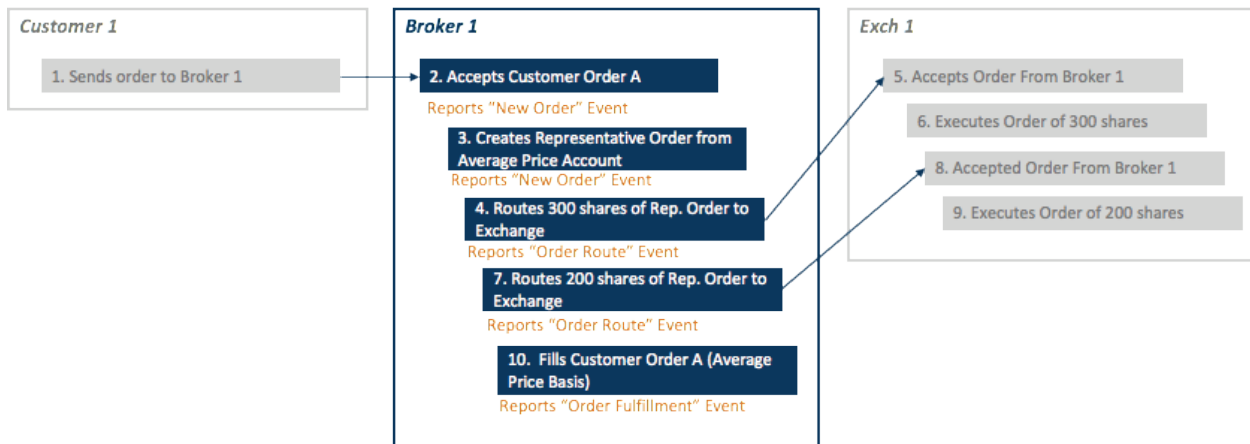 Customer 1
1. Sends order to Broker 1
Broker 1
2. Accepts Customer Order A
Reports "New Order" Event
3. Creates Representative Order from
Average Price Account
Reports "New Order" Event
4. Routes 300 shares of Rep. Order to
Exchange
Reports "Order Route" Event
7. Routes 200 shares of Rep. Order to
Exchange
Reports "Order Route" Event
10. Fills Customer Order A (Average
Price Basis)
Reports "Order Fulfillment" Event
Exch 1
5. Accepts Order From Broker 1
6. Executes Order of 300 shares
8. Accepted Order From Broker 1
9. Executes Order of 200 shares